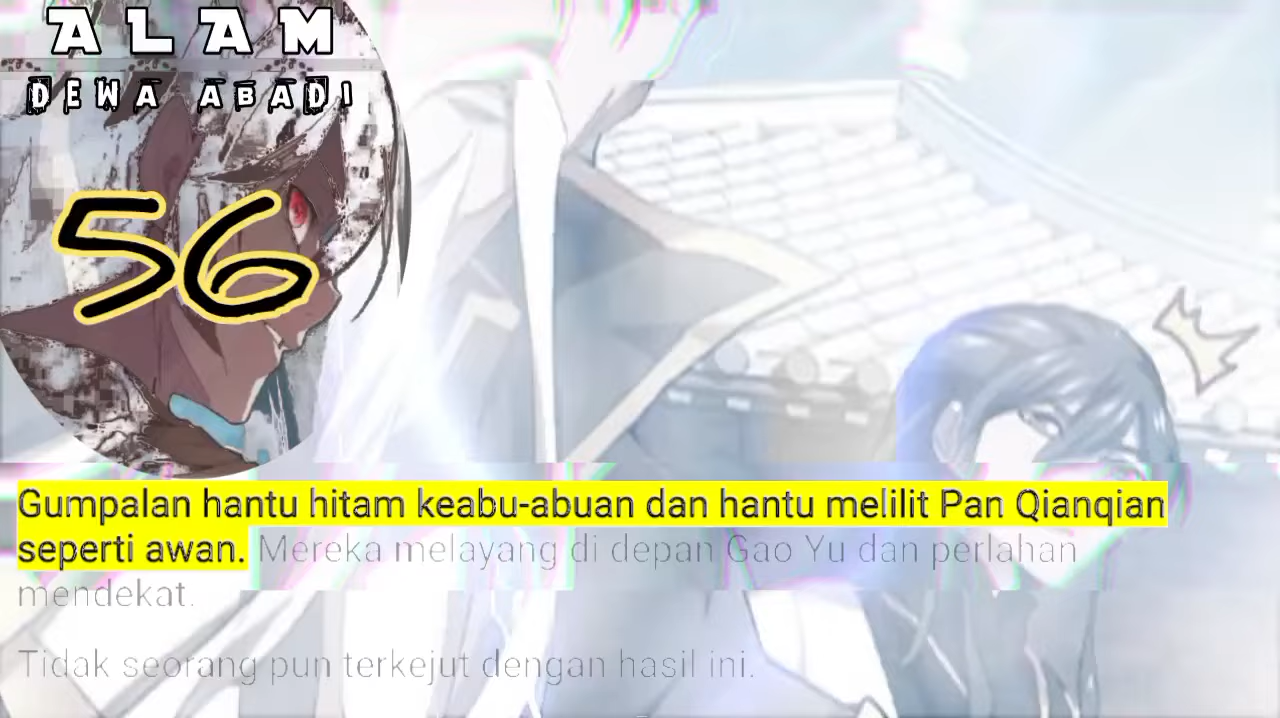 ALAM
DEWA ABADI
56
Gumpalan hantu hitam keabu-abuan dan hantu melilit Pan Qianqian
seperti awan. Mereka melayang di depan Gao Yu dan perlahan
mendekat.
Tidak seorang pun terkejut dengan hasil ini.